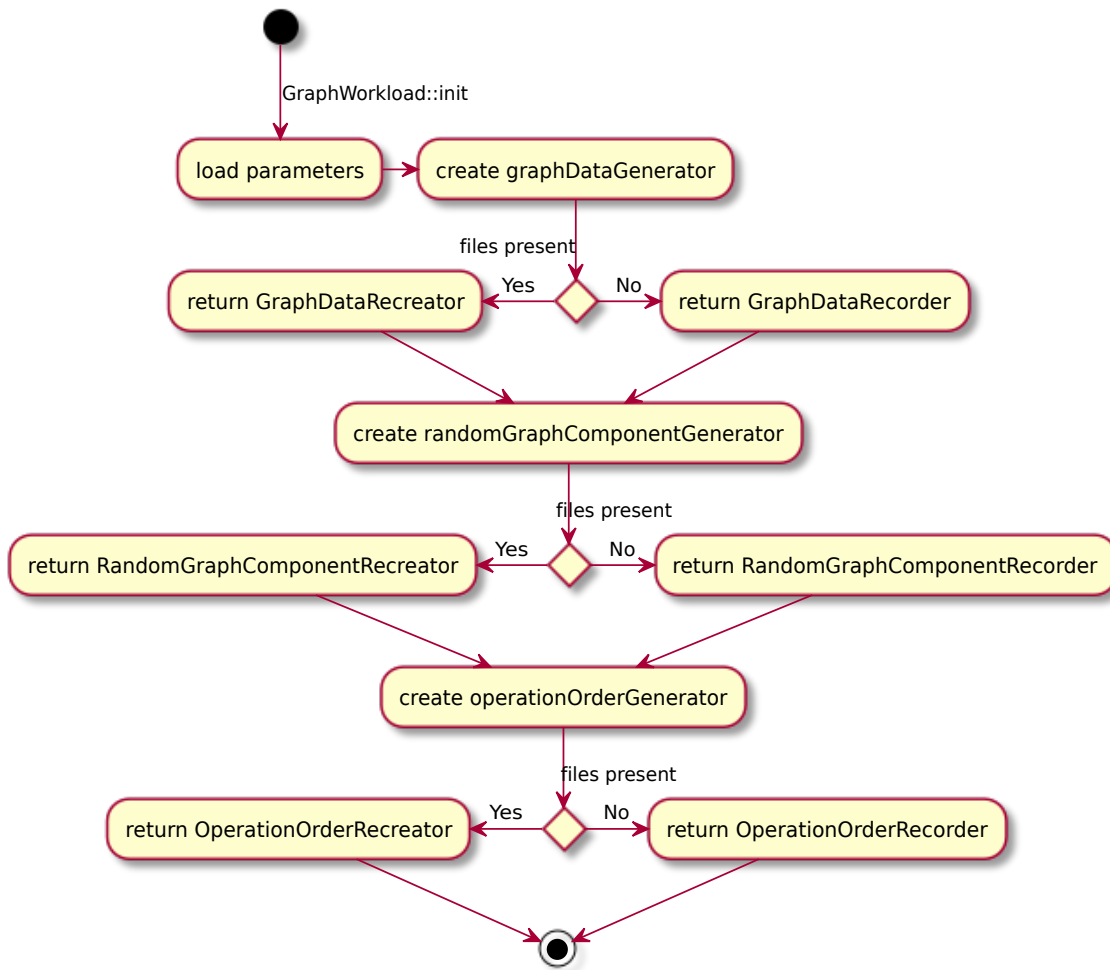 GraphWorkload::init
load parameters
create graphDataGenerator
files present
Yes
No
return GraphDataRecreator
return GraphDataRecorder
create randomGraphComponentGenerator
files present
Yes
No
return RandomGraphComponentRecreator
return RandomGraphComponentRecorder
create operationOrderGenerator
files present
Yes
No
return OperationOrderRecreator
return OperationOrderRecorder